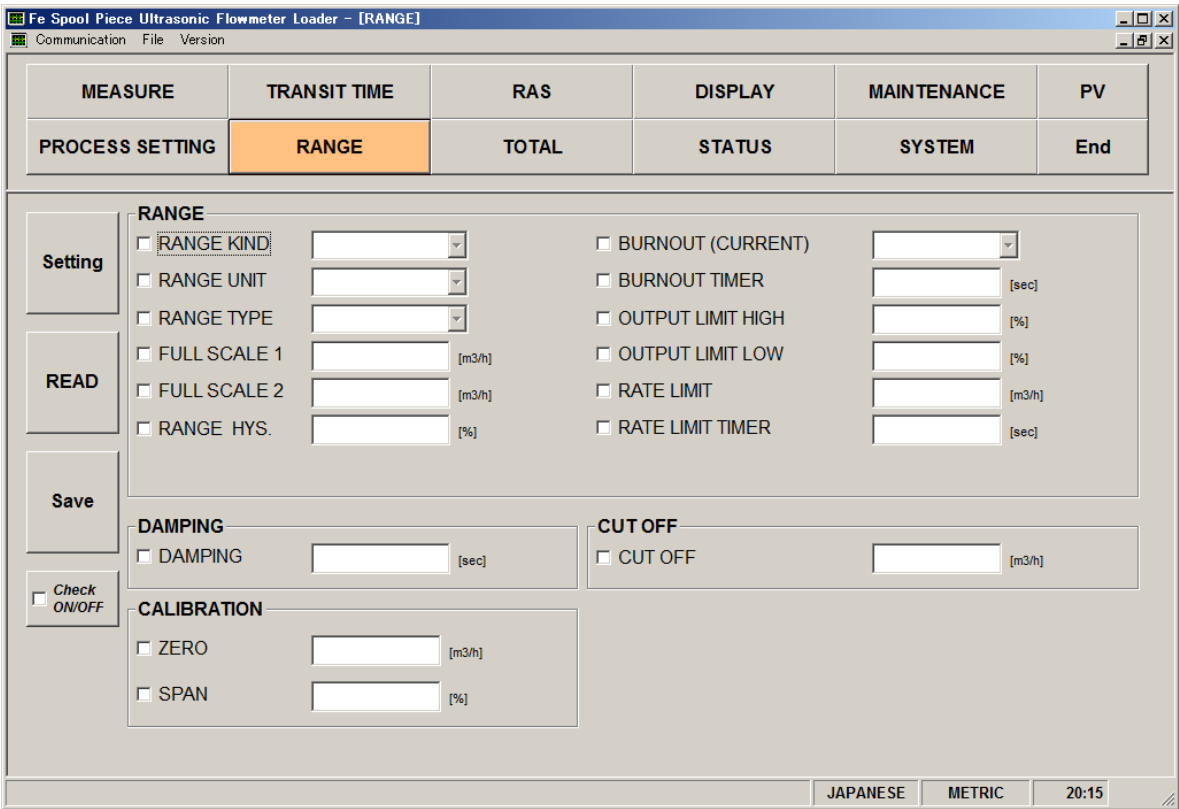 Fe Spool Piece Ultrasonic Flowmeter Loader - [RANGE]
Communication File Version
MEASURE TRANSIT TIME RAS DISPLAY MAINTENANCE PV
PROCESS SETTING RANGE TOTAL STATUS SYSTEM End
Setting
READ
Save
Check
ON/OFF
RANGE
RANGE KIND
RANGE UNIT
RANGE TYPE
FULL SCALE 1 [m3/h]
FULL SCALE 2 [m3/h]
RANGE HYS. [%]
BURNOUT (CURRENT)
BURNOUT TIMER [sec]
OUTPUT LIMIT HIGH [%]
OUTPUT LIMIT LOW [%]
RATE LIMIT [m3/h]
RATE LIMIT TIMER [sec]
DAMPING
DAMPING [sec]
CUT OFF
CUT OFF [m3/h]
CALIBRATION
ZERO [m3/h]
SPAN [%]
JAPANESE METRIC 20:15